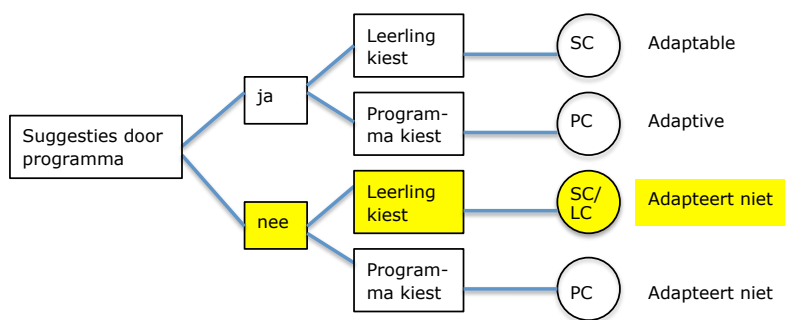 Suggesties door
programma
ja
nee
Leerling
kiest
SC
Adaptable
Program-
ma kiest
PC
Adaptive
Leerling
kiest
SC/
LC
Adapteert niet
Program-
ma kiest
PC
Adapteert niet